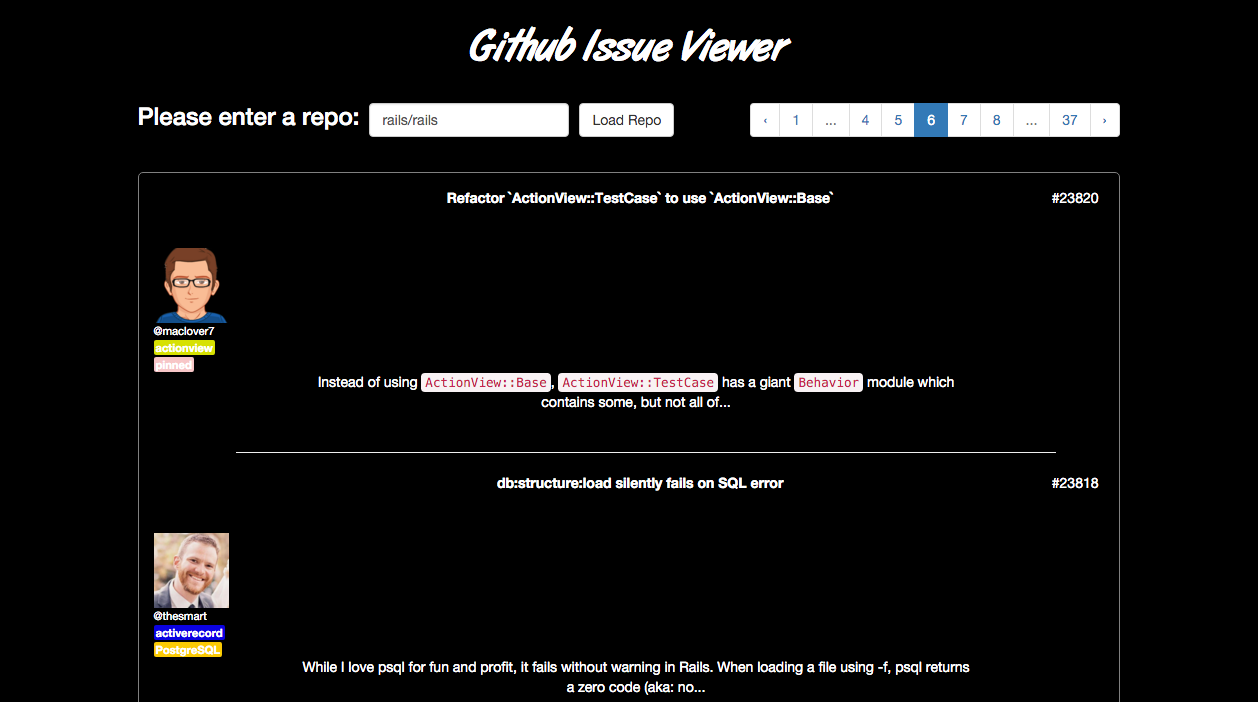 Github Issue Viewer
Please enter a repo: rails/rails Load Repo ‹ 1 ... 4 5 6 7 8 ... 37 ›
Refactor `ActionView::TestCase` to use `ActionView::Base` #23820
@maclover7
actionview
pinned
Instead of using ActionView::Base, ActionView::TestCase has a giant Behavior module which
contains some, but not all of...
db:structure:load silently fails on SQL error #23818
@thesmart
activerecord
PostgreSQL
While I love psql for fun and profit, it fails without warning in Rails. When loading a file using -f, psql returns
a zero code (aka: no...